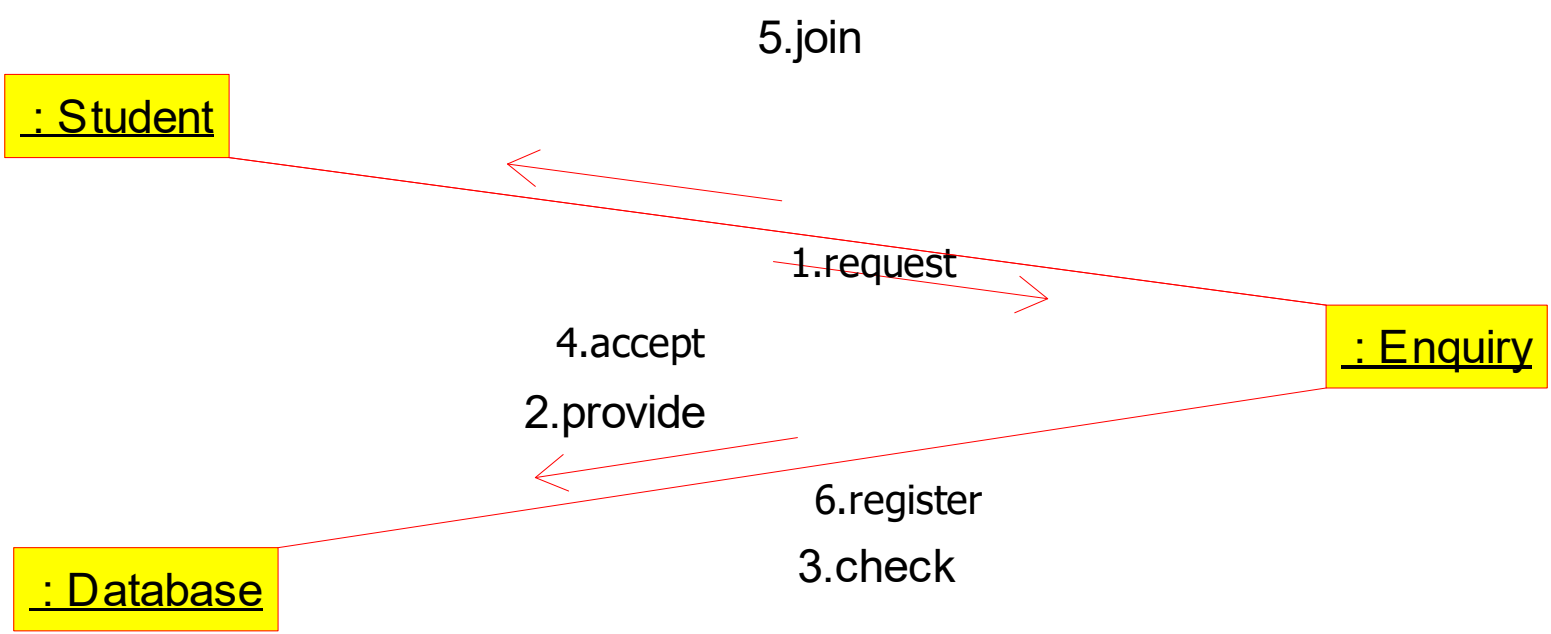 5.join
: Student
1.request
4.accept
: Enquiry
2.provide
6.register
3.check
: Database